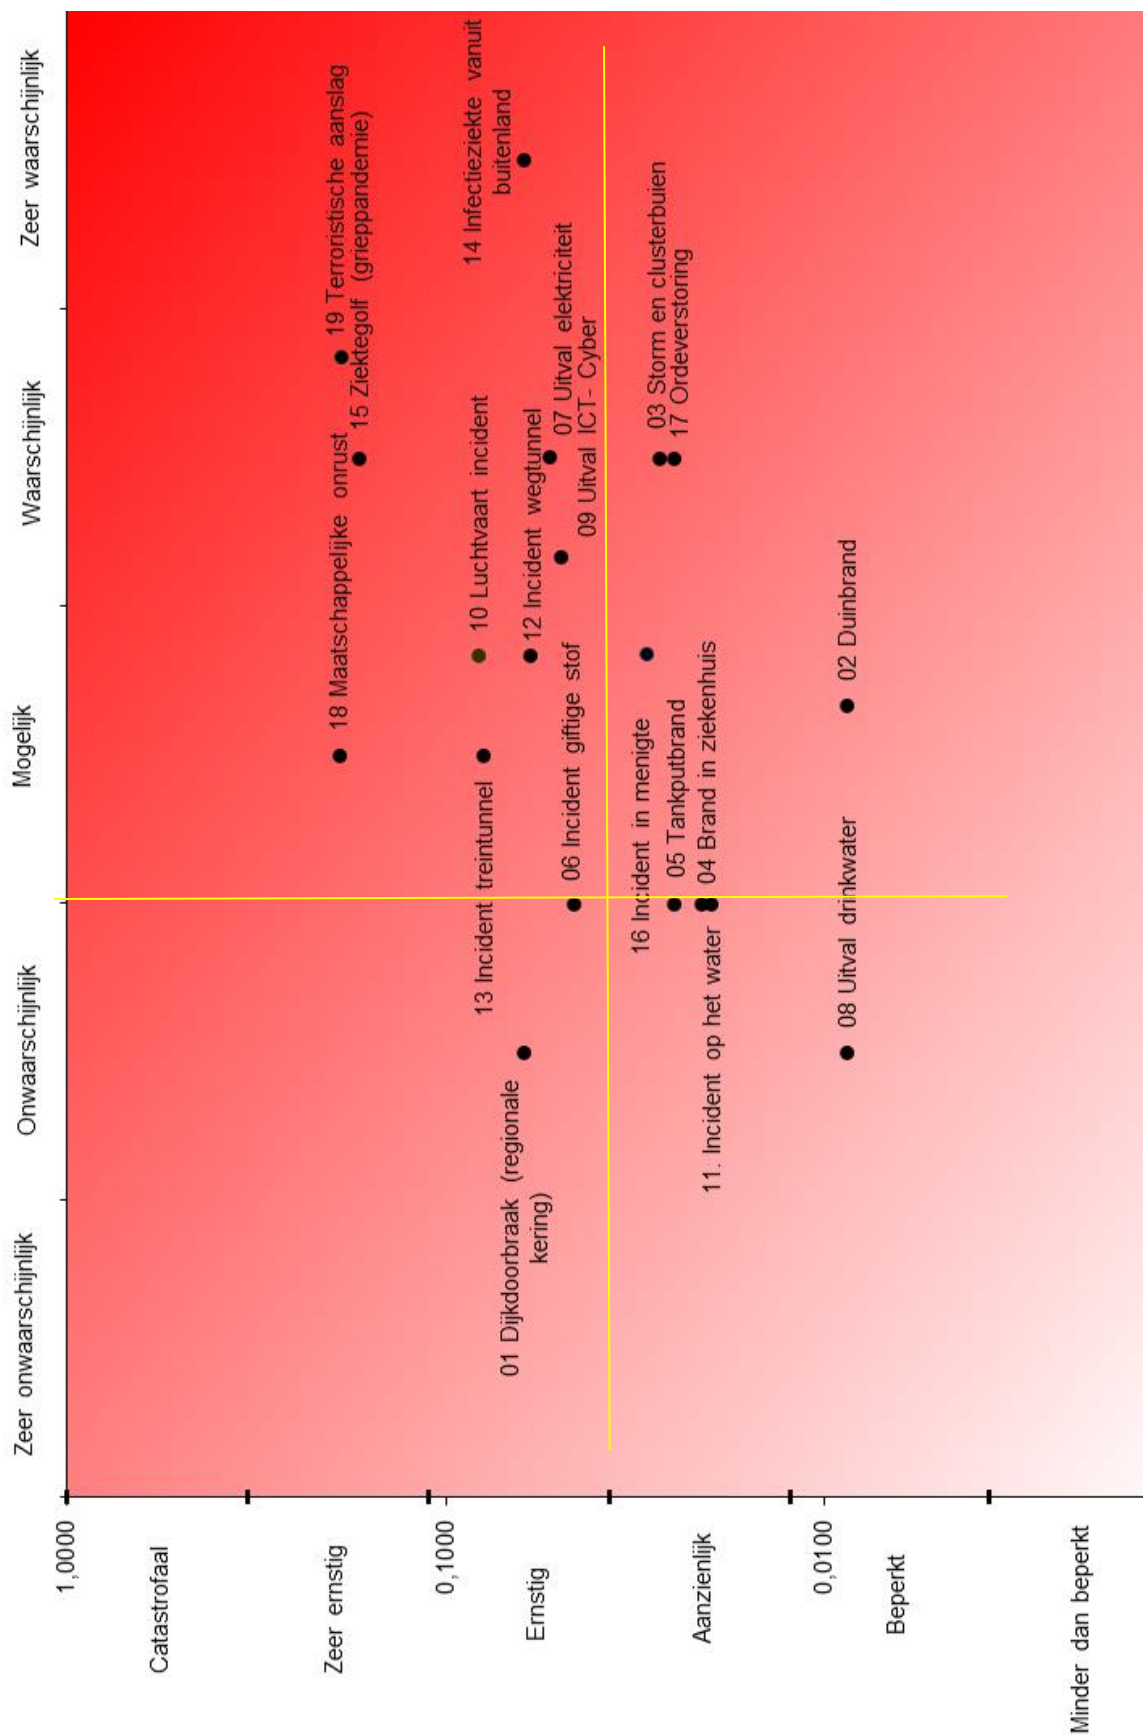 1,0000
Catastrofaal
Zeer ernstig
0,1000
Ernstig
Aanzienlijk
0,0100
Beperkt
Minder dan beperkt
Zeer onwaarschijnlijk
Onwaarschijnlijk
Mogelijk
Waarschijnlijk
Zeer waarschijnlijk
18 Maatschappelijke onrust
19 Terroristische aanslag
15 Ziektegolf (grieppandemie)
14 Infectieziekte vanuit
buitenland
10 Luchtvaart incident
13 Incident treintunnel
12 Incident wegtunnel
07 Uitval elektriciteit
09 Uitval ICT- Cyber
06 Incident giftige stof
01 Dijkdoorbraak (regionale
kering)
16 Incident in menigte
03 Storm en clusterbuien
17 Ordeverstoring
05 Tankputbrand
04 Brand in ziekenhuis
11. Incident op het water
02 Duinbrand
08 Uitval drinkwater